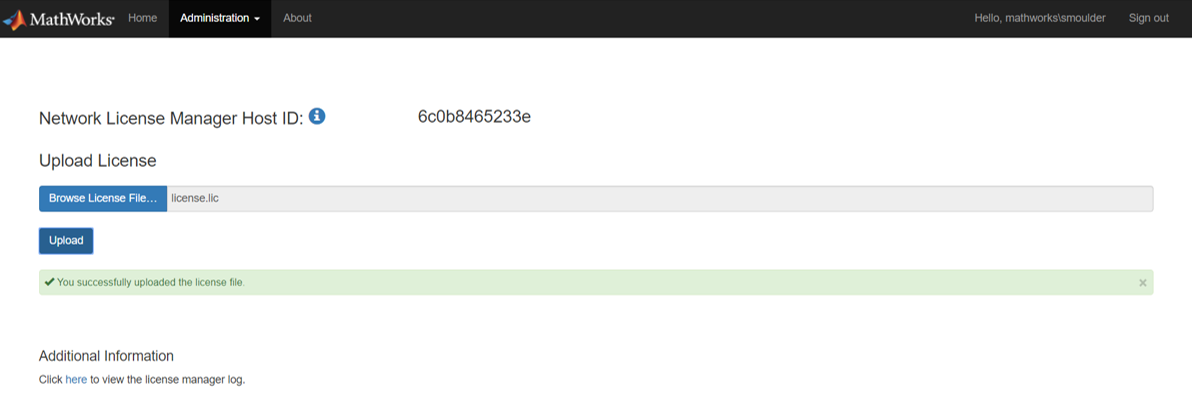 MathWorks Home Administration About Hello, mathworks\smoulder Sign out
Network License Manager Host ID: 6c0b8465233e
Upload License
Browse License File... license.lic
Upload
You successfully uploaded the license file. ×
Additional Information
Click here to view the license manager log.